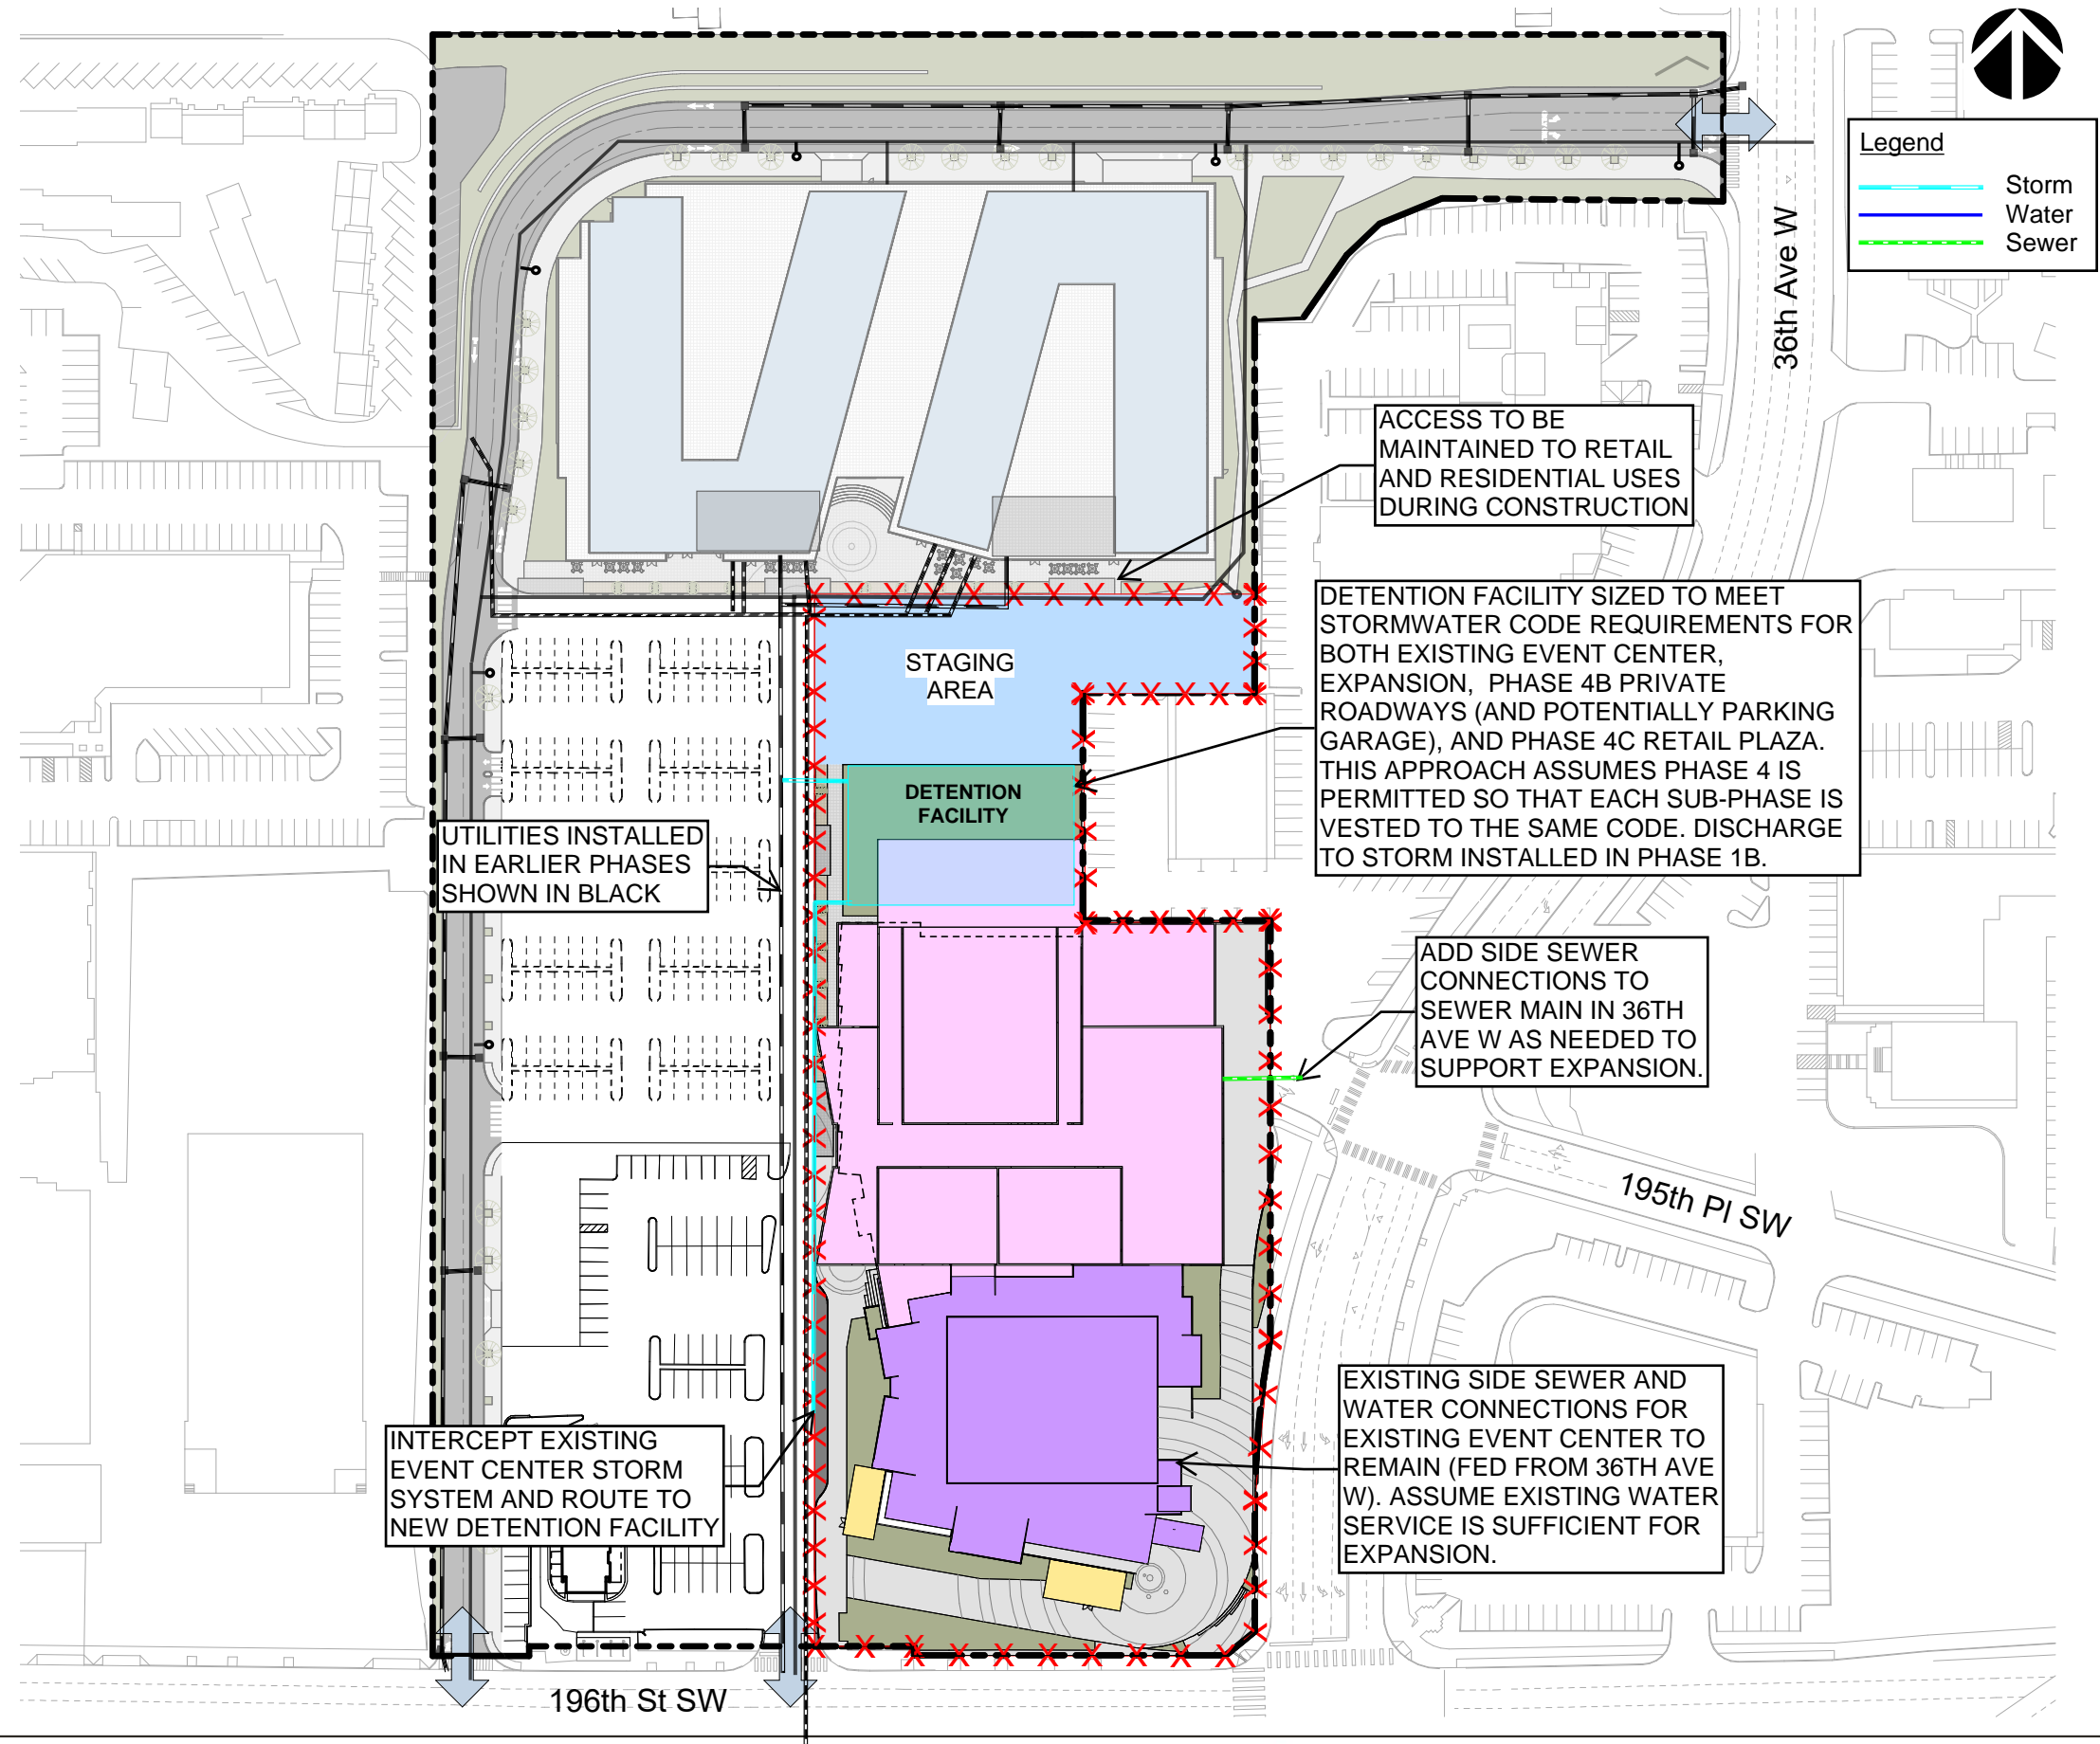 Legend
Storm
Water
Sewer
36th Ave W
ACCESS TO BE
MAINTAINED TO RETAIL
AND RESIDENTIAL USES
DURING CONSTRUCTION
DETENTION FACILITY SIZED TO MEET
STORMWATER CODE REQUIREMENTS FOR
BOTH EXISTING EVENT CENTER,
EXPANSION, PHASE 4B PRIVATE
ROADWAYS (AND POTENTIALLY PARKING
GARAGE), AND PHASE 4C RETAIL PLAZA.
THIS APPROACH ASSUMES PHASE 4 IS
PERMITTED SO THAT EACH SUB-PHASE IS
VESTED TO THE SAME CODE. DISCHARGE
TO STORM INSTALLED IN PHASE 1B.
STAGING
AREA
DETENTION
FACILITY
UTILITIES INSTALLED
IN EARLIER PHASES
SHOWN IN BLACK
ADD SIDE SEWER
CONNECTIONS TO
SEWER MAIN IN 36TH
AVE W AS NEEDED TO
SUPPORT EXPANSION.
195th Pl SW
EXISTING SIDE SEWER AND
WATER CONNECTIONS FOR
EXISTING EVENT CENTER TO
REMAIN (FED FROM 36TH AVE
W). ASSUME EXISTING WATER
SERVICE IS SUFFICIENT FOR
EXPANSION.
INTERCEPT EXISTING
EVENT CENTER STORM
SYSTEM AND ROUTE TO
NEW DETENTION FACILITY
196th St SW